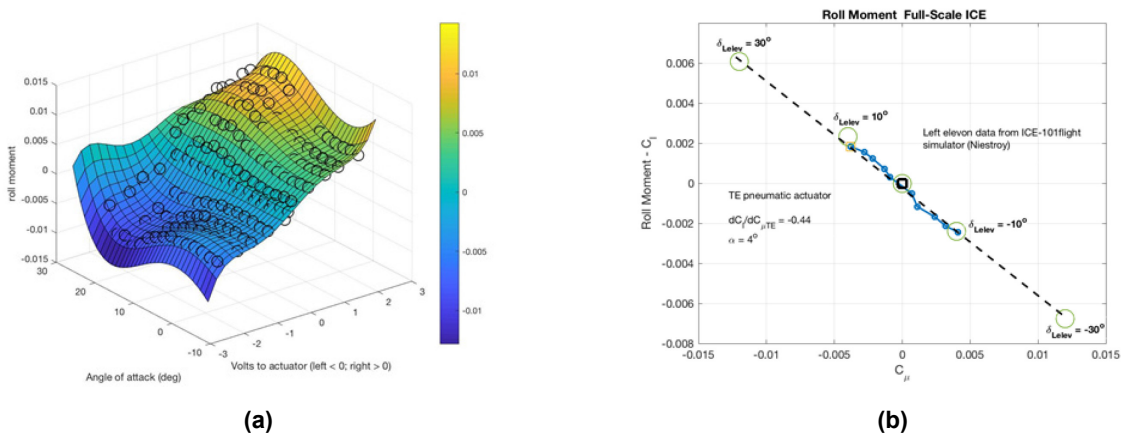 0.015
0.01
0.005
0
-0.005
-0.01
-0.015
roll moment
30
20
10
0
-10
Angle of attack (deg)
-3
-2
-1
0
1
2
3
Volts to actuator (left < 0; right > 0)
0.01
0.005
0
-0.005
-0.01
(a)
Roll Moment Full-Scale ICE
0.006
0.004
0.002
0
-0.002
-0.004
-0.006
-0.008
Roll Moment - Cl
δLelev = 30°
δLelev = 10°
Left elevon data from ICE-101flight
simulator (Niestroy)
TE pneumatic actuator
dCl/dCμTE = -0.44
α = 4°
δLelev = -10°
δLelev = -30°
-0.015
-0.01
-0.005
0
0.005
0.01
0.015
Cμ
(b)